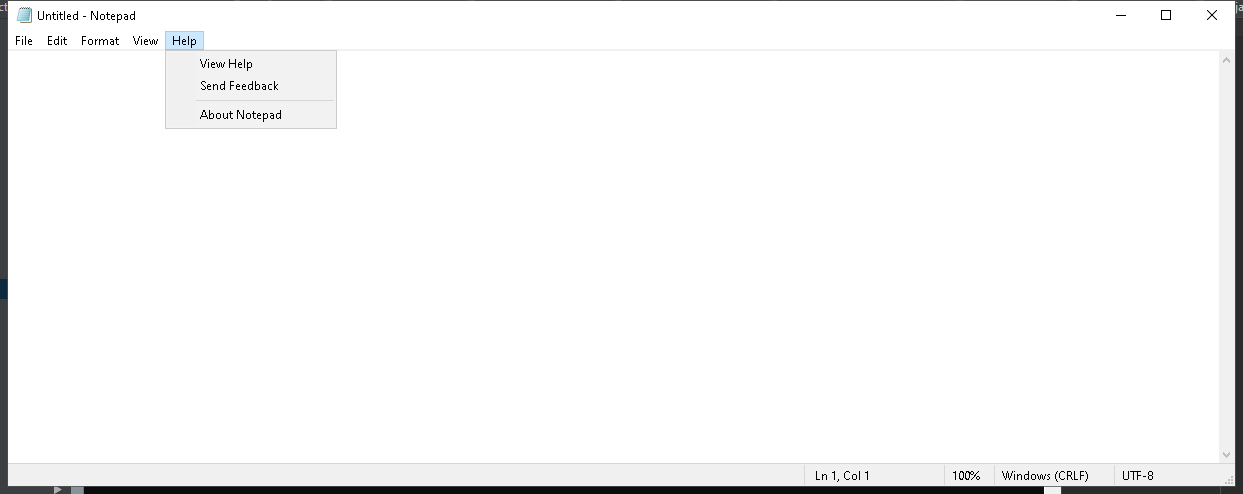 Untitled - Notepad
File Edit Format View Help
View Help
Send Feedback
About Notepad
Ln 1, Col 1 100% Windows (CRLF) UTF-8